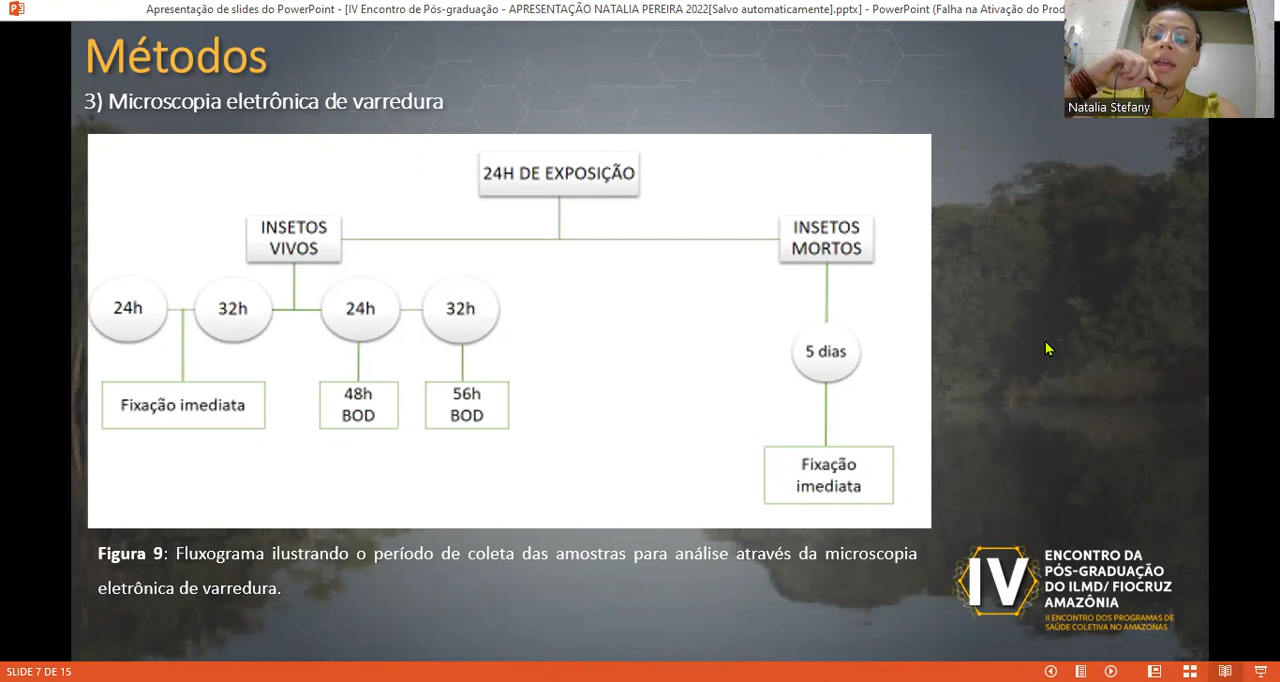 Apresentação de slides do PowerPoint - [IV Encontro de Pós-graduação - APRESENTAÇÃO NATALIA PEREIRA 2022[Salvo automaticamente].pptx] - PowerPoint (Falha na Ativação do Prod
Natalia Stefany
Métodos
3) Microscopia eletrônica de varredura
24H DE EXPOSIÇÃO
INSETOS
VIVOS
INSETOS
MORTOS
24h
32h
24h
32h
5 dias
Fixação imediata
48h
BOD
56h
BOD
Fixação
imediata
Figura 9: Fluxograma ilustrando o período de coleta das amostras para análise através da microscopia
eletrônica de varredura.
IV
ENCONTRO DA
PÓS-GRADUAÇÃO
DO ILMD/ FIOCRUZ
AMAZÔNIA
II ENCONTRO DOS PROGRAMAS DE
SAÚDE COLETIVA NO AMAZONAS
SLIDE 7 DE 15